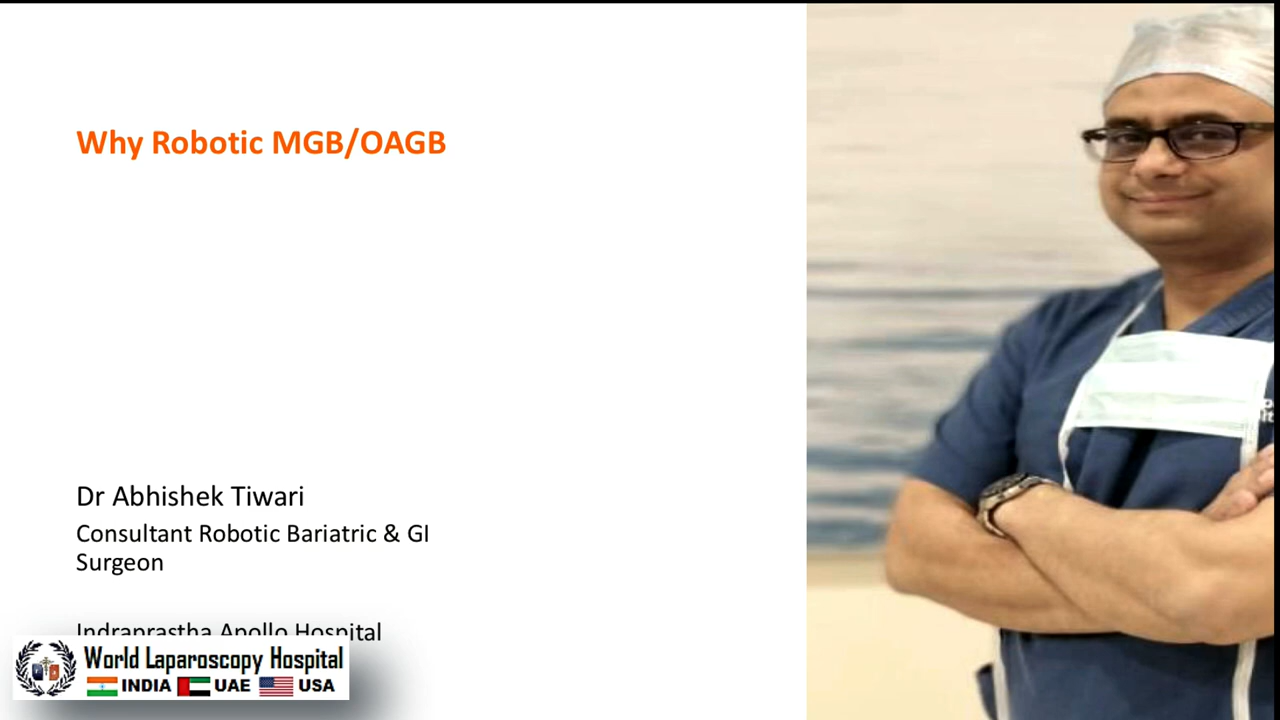 Why Robotic MGB/OAGB
Dr Abhishek Tiwari
Consultant Robotic Bariatric & GI
Surgeon
Indraprastha Apollo Hospital
World Laparoscopy Hospital
INDIA UAE USA